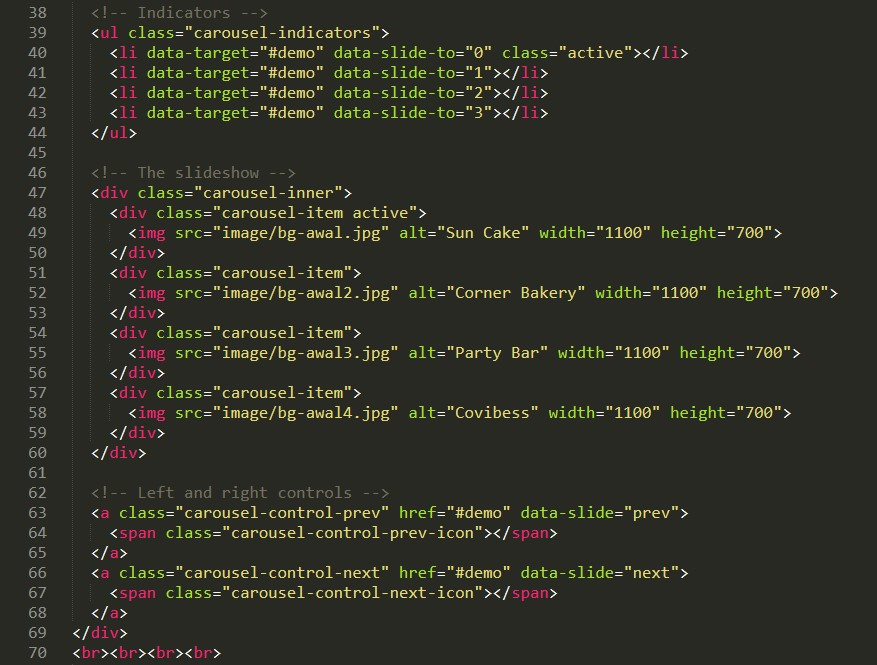 38 <!-- Indicators -->
39 <ul class="carousel-indicators">
40 <li data-target="#demo" data-slide-to="0" class="active"></li>
41 <li data-target="#demo" data-slide-to="1"></li>
42 <li data-target="#demo" data-slide-to="2"></li>
43 <li data-target="#demo" data-slide-to="3"></li>
44 </ul>
45
46 <!-- The slideshow -->
47 <div class="carousel-inner">
48 <div class="carousel-item active">
49 <img src="image/bg-awal.jpg" alt="Sun Cake" width="1100" height="700">
50 </div>
51 <div class="carousel-item">
52 <img src="image/bg-awal2.jpg" alt="Corner Bakery" width="1100" height="700">
53 </div>
54 <div class="carousel-item">
55 <img src="image/bg-awal3.jpg" alt="Party Bar" width="1100" height="700">
56 </div>
57 <div class="carousel-item">
58 <img src="image/bg-awal4.jpg" alt="Covibess" width="1100" height="700">
59 </div>
60 </div>
61
62 <!-- Left and right controls -->
63 <a class="carousel-control-prev" href="#demo" data-slide="prev">
64 <span class="carousel-control-prev-icon"></span>
65 </a>
66 <a class="carousel-control-next" href="#demo" data-slide="next">
67 <span class="carousel-control-next-icon"></span>
68 </a>
69 </div>
70 <br><br><br><br>